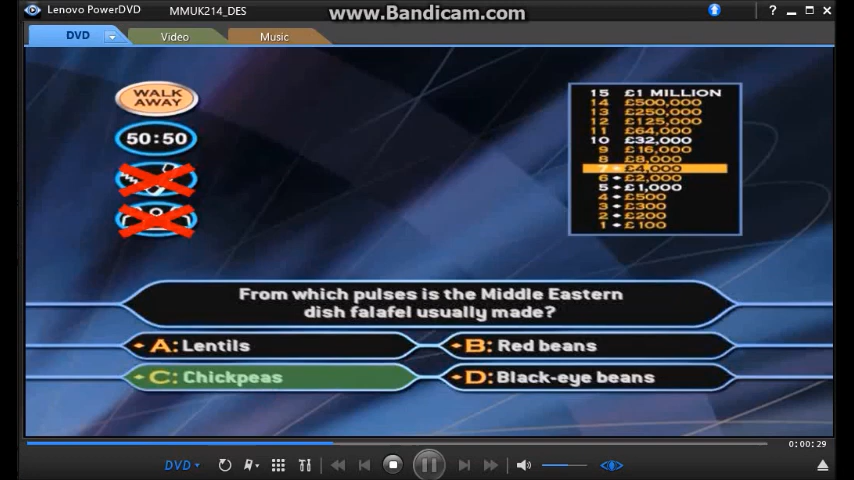 Lenovo PowerDVD
MMUK214_DES
www.Bandicam.com
DVD
Video
Music
WALK AWAY
50:50
15 £1 MILLION
14 £500,000
13 £250,000
12 £125,000
11 £64,000
10 £32,000
9 £16,000
8 £8,000
7 £4,000
6 £2,000
5 £1,000
4 £500
3 £300
2 £200
1 £100
From which pulses is the Middle Eastern
dish falafel usually made?
A: Lentils
B: Red beans
C: Chickpeas
D: Black-eye beans
0:00:29
DVD